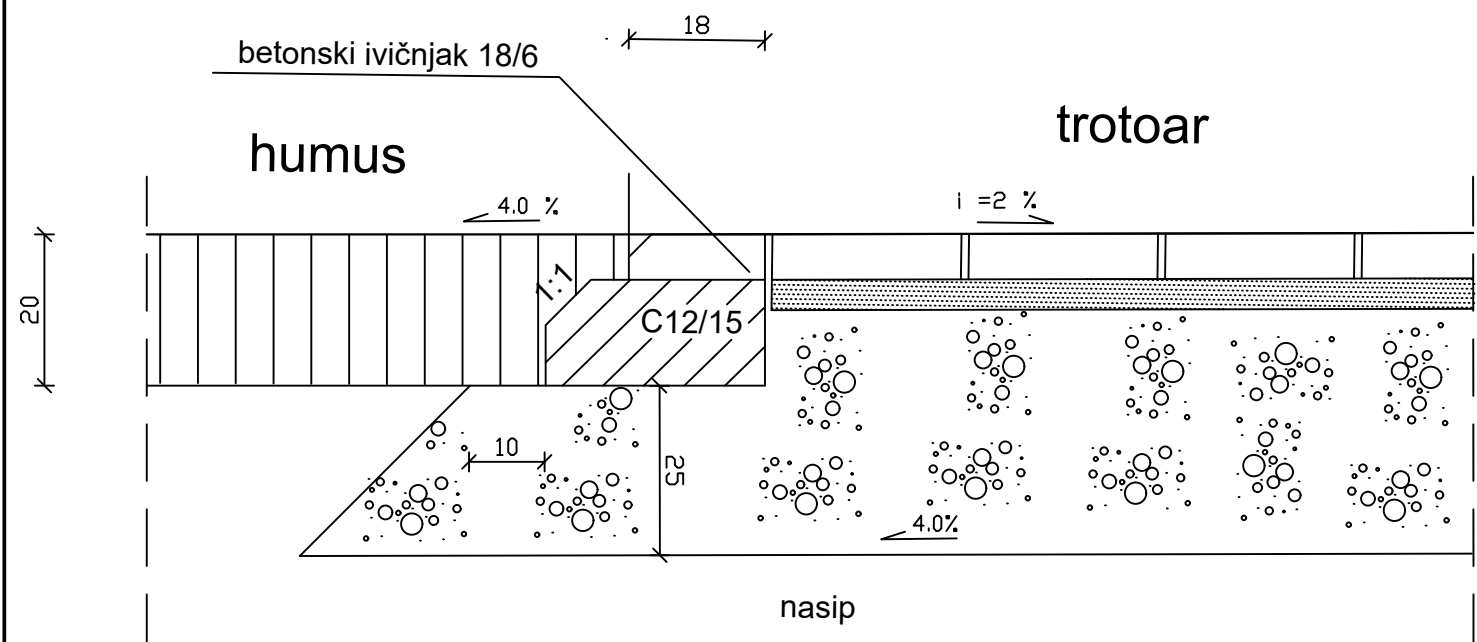 18
betonski ivičnjak 18/6
trotoar
humus
4.0 %
i =2 %
20
1:1
C12/15
10
25
4.0%
nasip